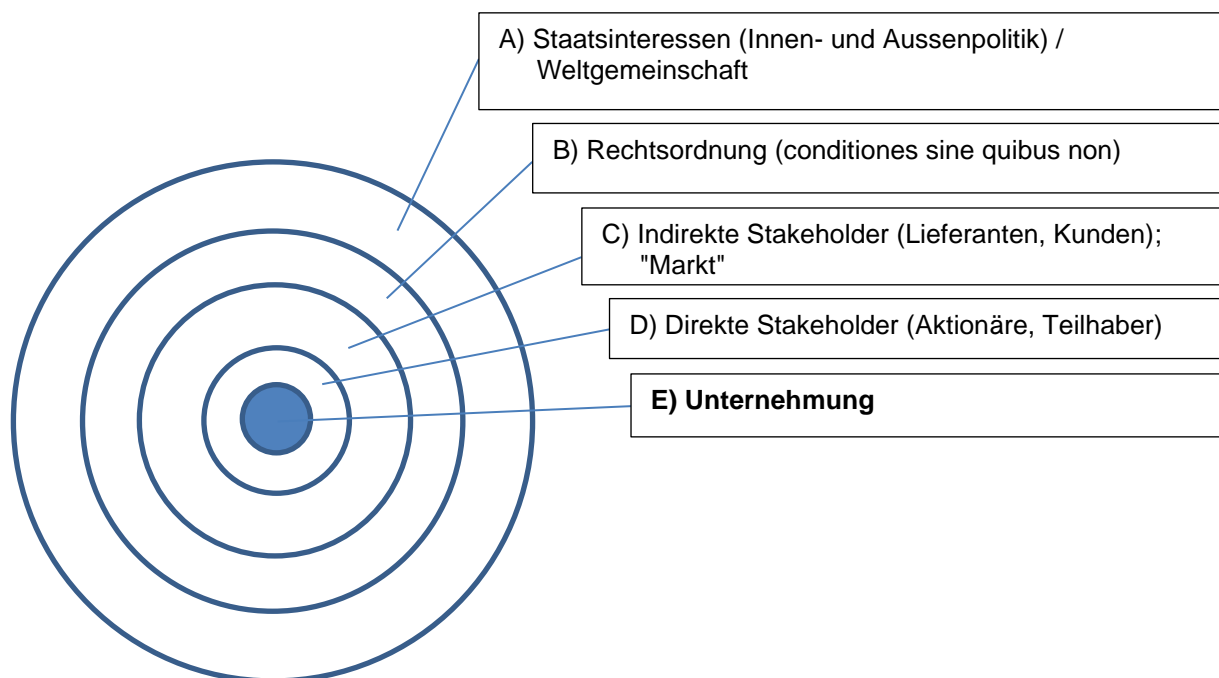 A) Staatsinteressen (Innen- und Aussenpolitik) /
Weltgemeinschaft
B) Rechtsordnung (conditiones sine quibus non)
C) Indirekte Stakeholder (Lieferanten, Kunden);
"Markt"
D) Direkte Stakeholder (Aktionäre, Teilhaber)
E) Unternehmung